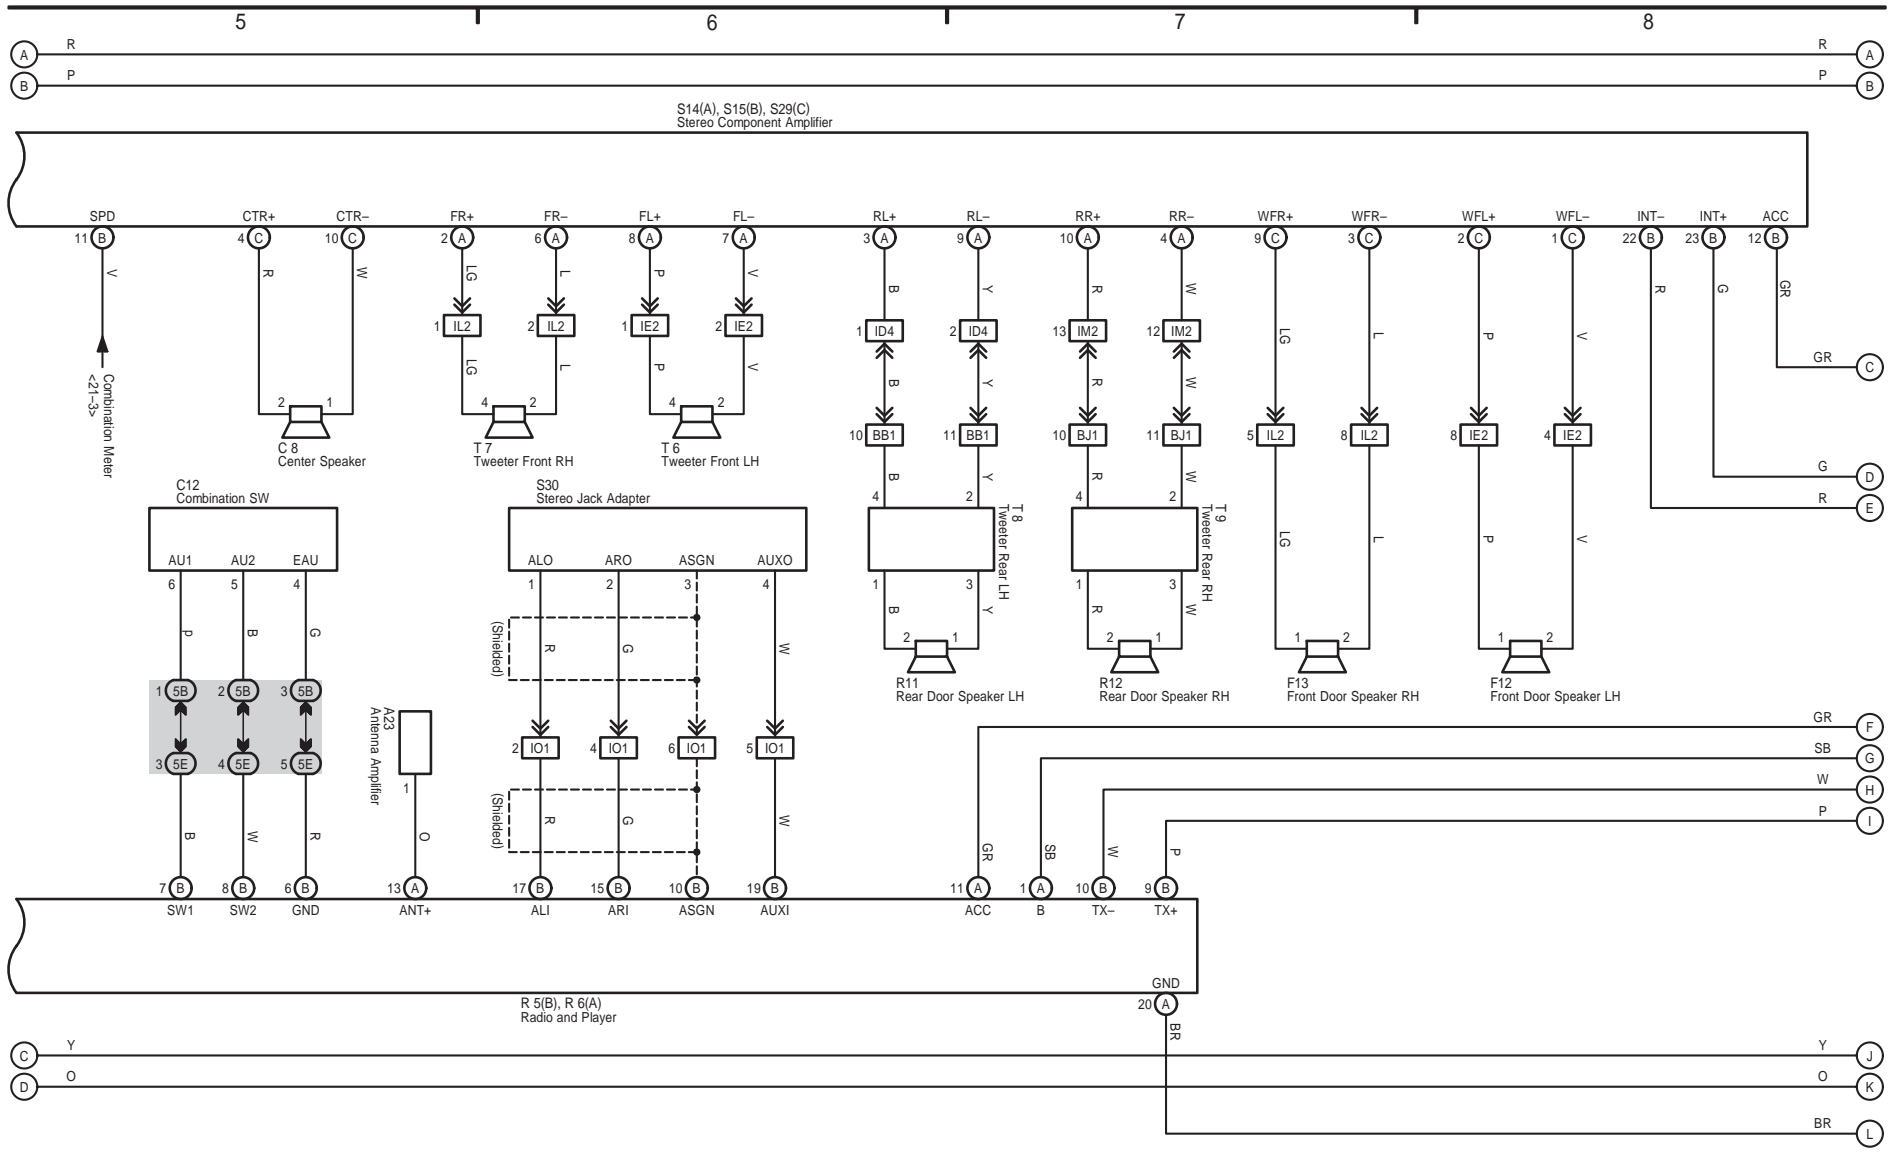 5 6 7 8
A R R A
B P P B
S14(A), S15(B), S29(C)
Stereo Component Amplifier
SPD CTR+ CTR– FR+ FR– FL+ FL– RL+ RL– RR+ RR– WFR+ WFR– WFL+ WFL– INT– INT+ ACC
11 B 4 C 10 C 2 A 6 A 8 A 7 A 3 A 9 A 10 A 4 A 9 C 3 C 2 C 1 C 22 B 23 B 12 B
V R W LG L P V B Y R W R G GR
1 IL2 2 IL2 1 IE2 2 IE2 1 ID4 2 ID4 13 IM2 12 IM2 LG L P V
GR C
LG L P V B Y R W
Combination Meter
<21–3>
2 1 4 2 4 2
10 BB1 11 BB1 10 BJ1 11 BJ1 5 IL2 8 IL2 8 IE2 4 IE2
C 8
Center Speaker
T 7
Tweeter Front RH
T 6
Tweeter Front LH
B Y R W
G D
R E
C12
Combination SW
S30
Stereo Jack Adapter
4 2 4 2
T 8
Tweeter Rear LH
T 9
Tweeter Rear RH
LG L P V
AU1 AU2 EAU ALO ARO ASGN AUXO
6 5 4 1 2 3 4 1 3 1 3
B Y R W
P B G (Shielded) R G W
2 1 2 1 1 2 1 2
R11
Rear Door Speaker LH
R12
Rear Door Speaker RH
F13
Front Door Speaker RH
F12
Front Door Speaker LH
1 5B 2 5B 3 5B
A23
Antenna Amplifier
GR F
2 IO1 4 IO1 6 IO1 5 IO1
3 5E 4 5E 5 5E
SB G
1
W H
P I
B W R O (Shielded) R G W GR SB W P
7 B 8 B 6 B 13 A 17 B 15 B 10 B 19 B 11 A 1 A 10 B 9 B
SW1 SW2 GND ANT+ ALI ARI ASGN AUXI ACC B TX– TX+
GND
20 A
R 5(B), R 6(A)
Radio and Player
BR
C Y Y J
D O O K
BR L